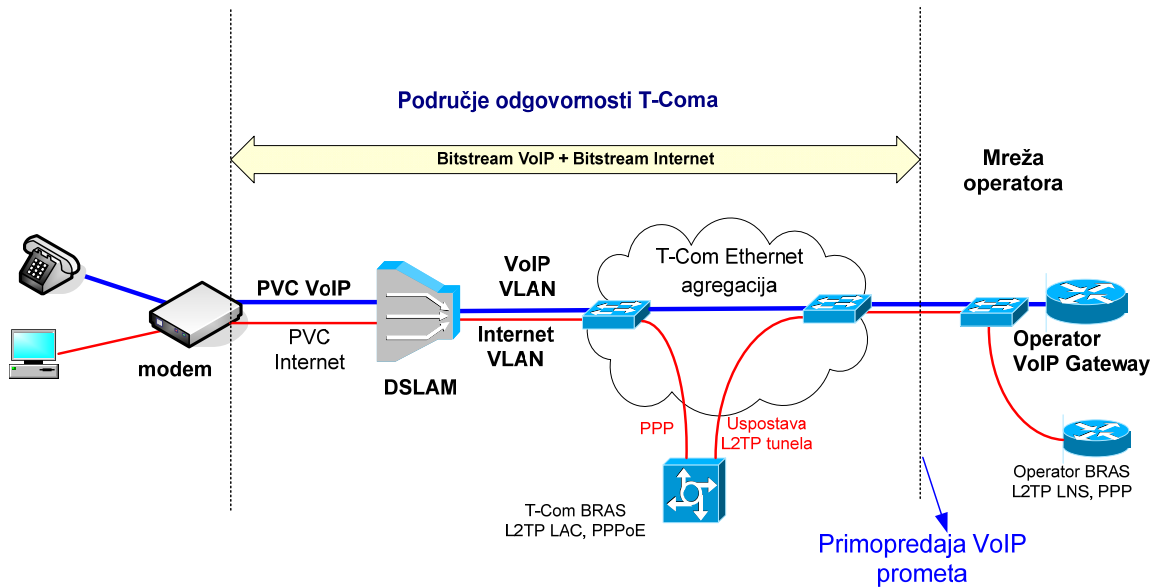 Područje odgovornosti T-Coma
Bitstream VoIP + Bitstream Internet
Mreža
operatora
T-Com Ethernet
agregacija
VoIP
VLAN
PVC VoIP
PVC
Internet
Internet
VLAN
modem
DSLAM
Operator
VoIP Gateway
PPP
Uspostava
L2TP tunela
Operator BRAS
L2TP LNS, PPP
T-Com BRAS
L2TP LAC, PPPoE
Primopredaja VoIP
prometa